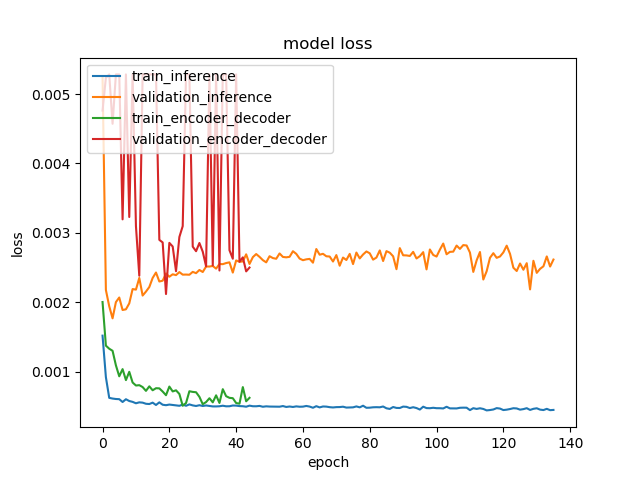 model loss
train_inference
validation_inference
train_encoder_decoder
validation_encoder_decoder
loss
0.005
0.004
0.003
0.002
0.001
0 20 40 60 80 100 120 140
epoch